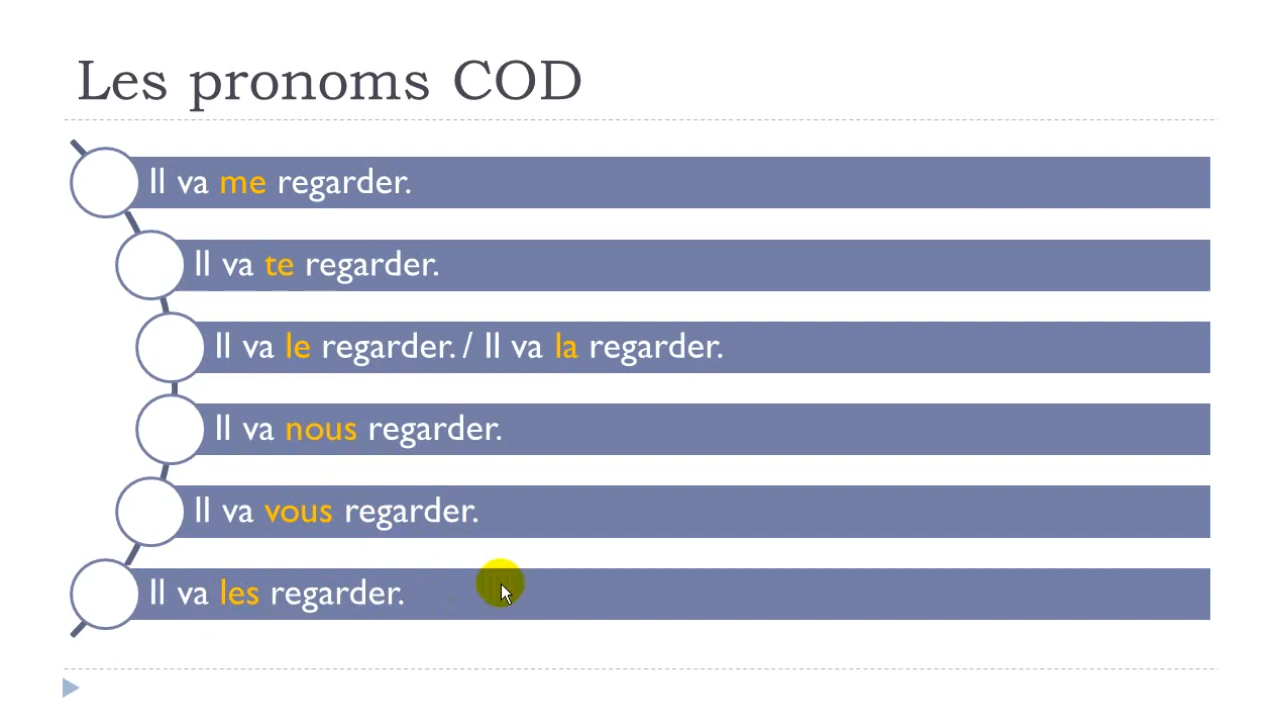 Les pronoms COD
Il va me regarder.
Il va te regarder.
Il va le regarder. / Il va la regarder.
Il va nous regarder.
Il va vous regarder.
Il va les regarder.